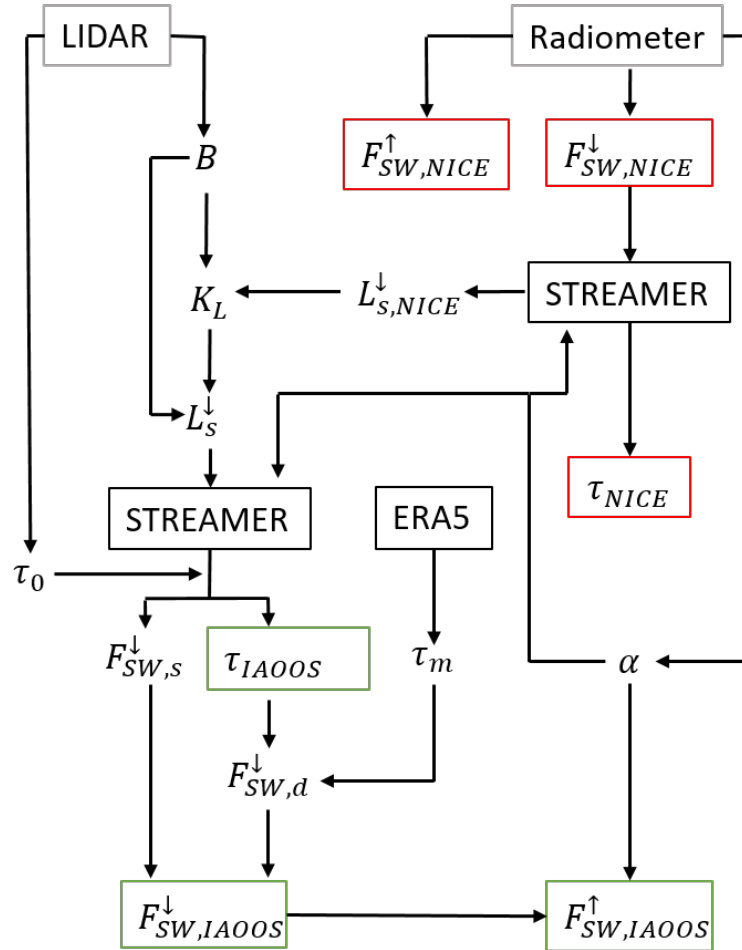 LIDAR
Radiometer
B
F↑SW,NICE
F↓SW,NICE
K_L
L↓s,NICE
STREAMER
L↓s
τNICE
STREAMER
ERA5
τ0
F↓SW,s
τIAOOS
τm
α
F↓SW,d
F↓SW,IAOOS
F↑SW,IAOOS